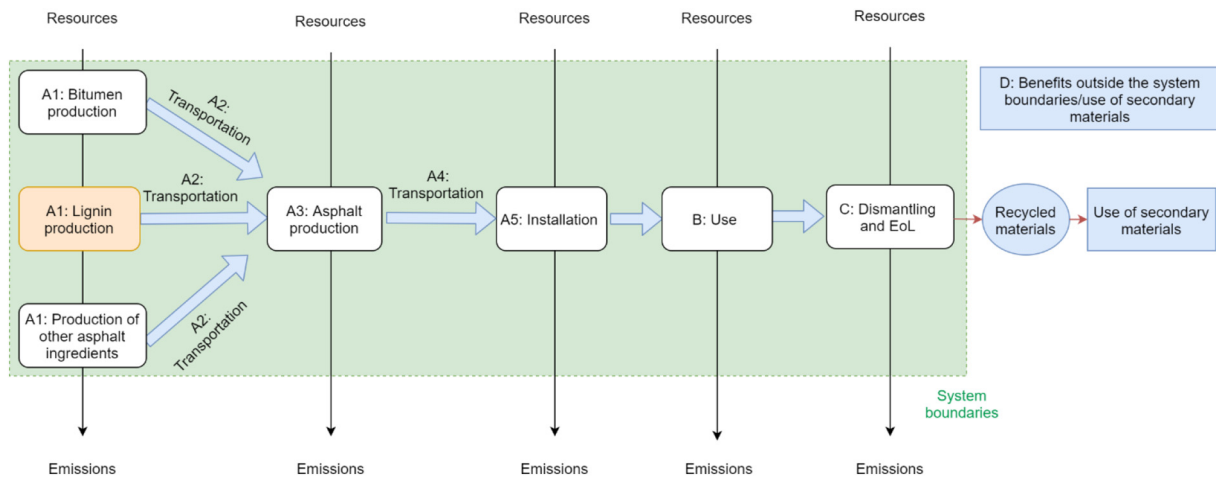 Resources
Resources
Resources
Resources
Resources
A1: Bitumen
production
A2:
Transportation
D: Benefits outside the system
boundaries/use of secondary
materials
A1: Lignin
production
A2:
Transportation
A3: Asphalt
production
A4:
Transportation
A5: Installation
B: Use
C: Dismantling
and EoL
Recycled
materials
Use of secondary
materials
A1: Production of
other asphalt
ingredients
A2:
Transportation
System
boundaries
Emissions
Emissions
Emissions
Emissions
Emissions